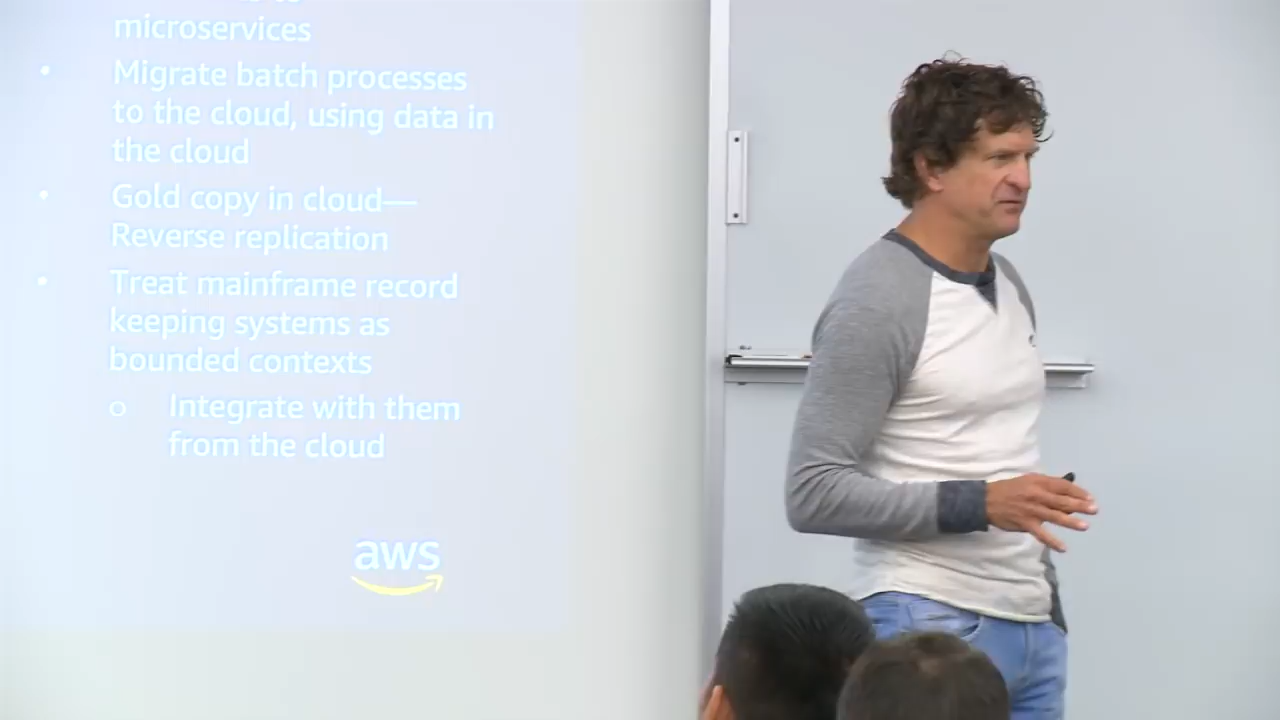 microservices
• Migrate batch processes
to the cloud, using data in
the cloud
• Gold copy in cloud—
Reverse replication
• Treat mainframe record
keeping systems as
bounded contexts
o Integrate with them
from the cloud
aws